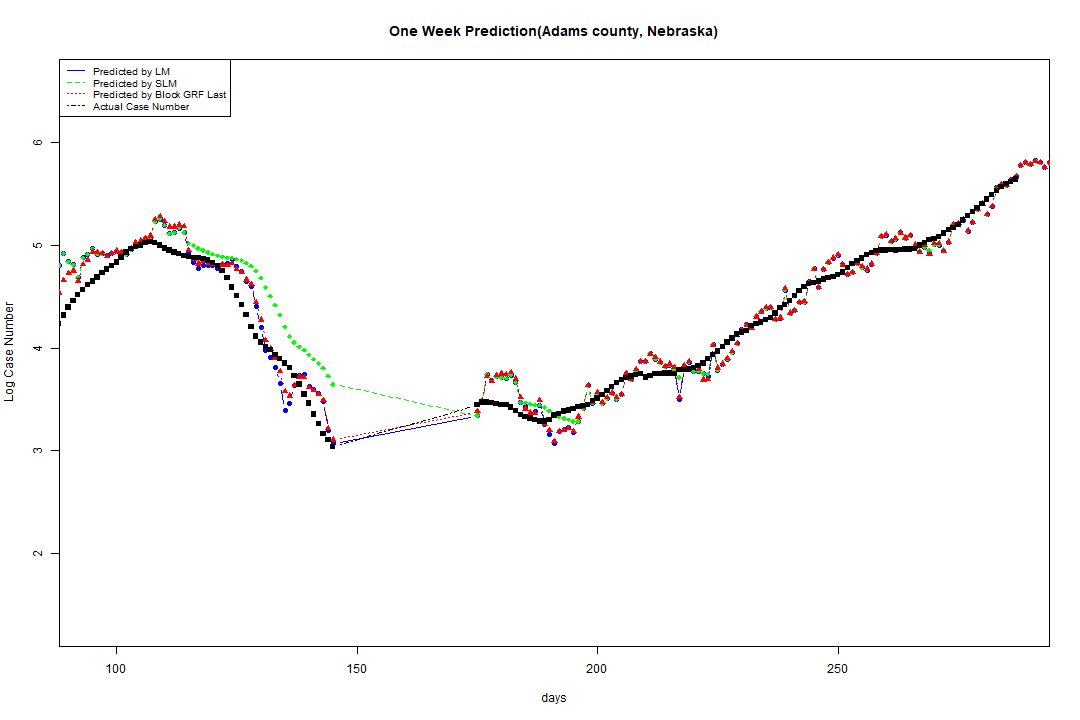 One Week Prediction(Adams county, Nebraska)
Predicted by LM
Predicted by SLM
Predicted by Block GRF Last
Actual Case Number
6
5
4
3
2
Log Case Number
100 150 200 250
days